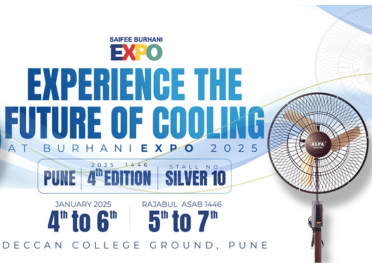 SAIFEE BURHANI
EXPO
EXPERIENCE THE
FUTURE OF COOLING
AT BURHANI EXPO 2025
2025 1446
STALL NO.
PUNE 4th EDITION SILVER 10
JANUARY 2025
4th to 6th
RAJABUL ASAB 1446
5th to 7th
DECCAN COLLEGE GROUND, PUNE
ALFA